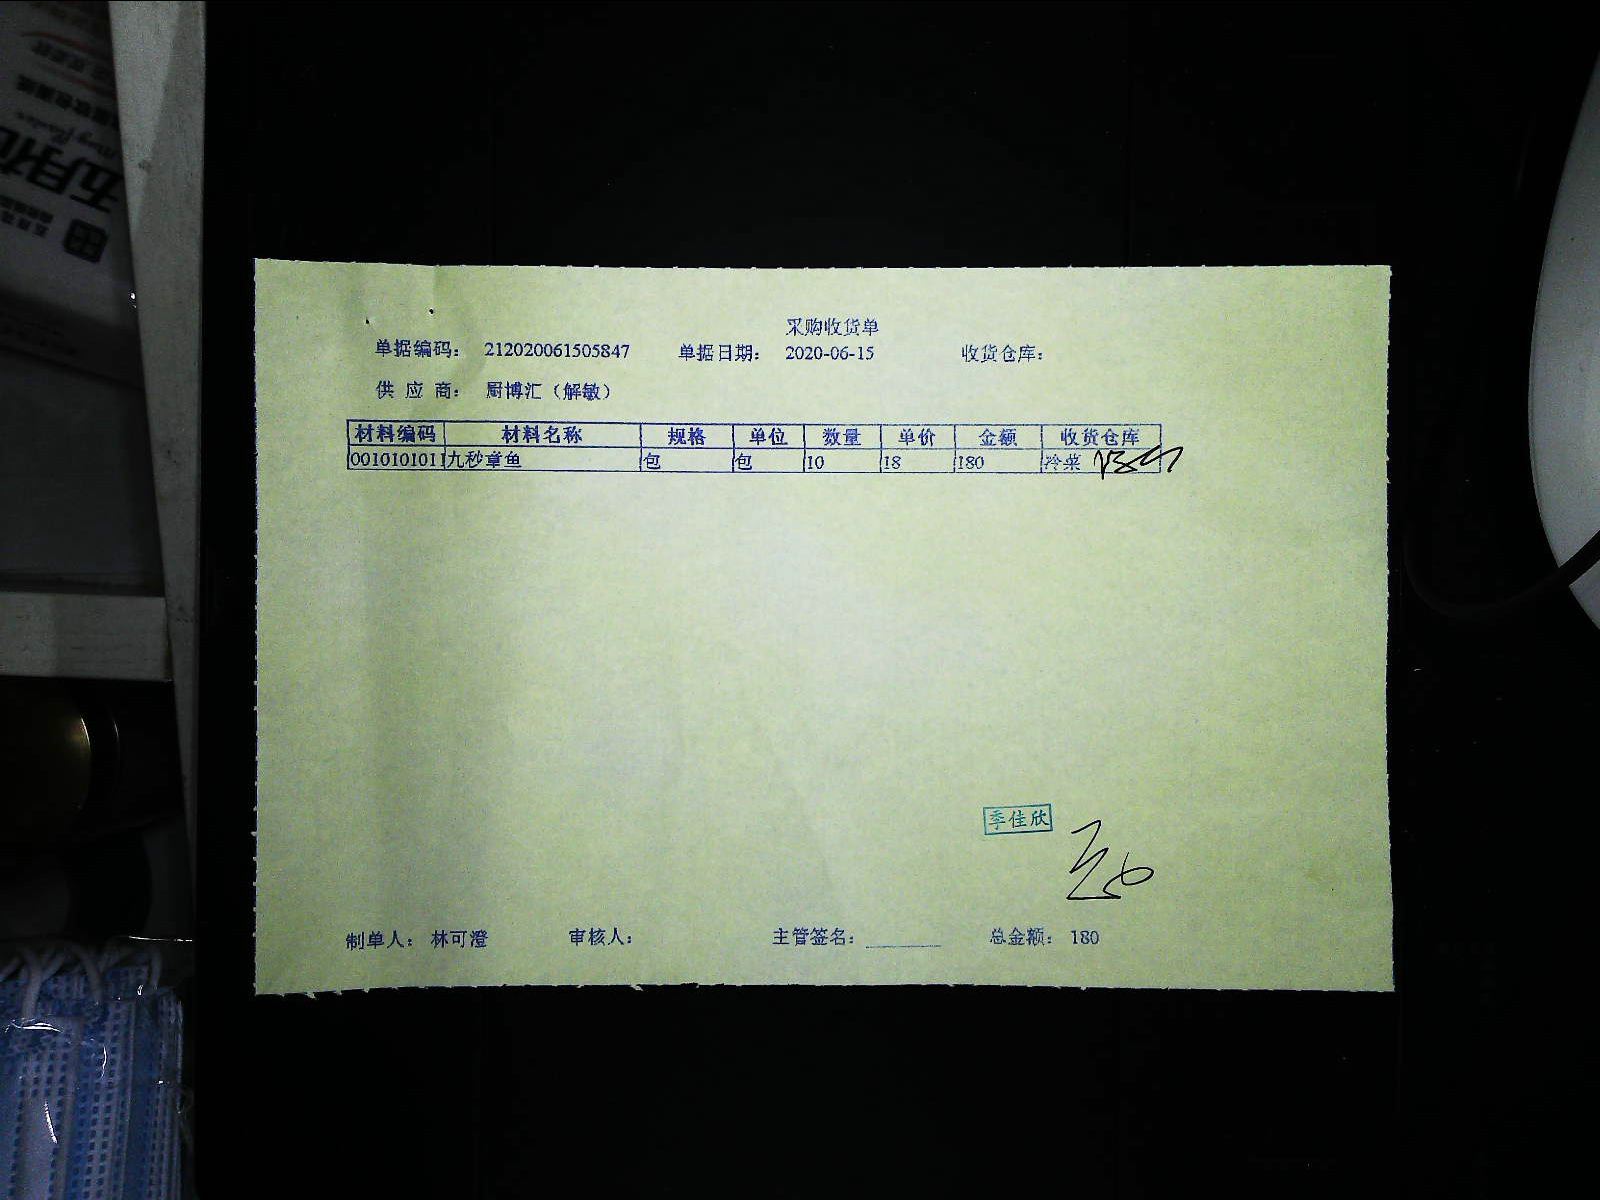 采购收货单
单据编码： 212020061505847 单据日期： 2020-06-15 收货仓库：
供 应 商： 厨博汇（解敏）
材料编码 材料名称 规格 单位 数量 单价 金额 收货仓库
0010101011 九秒章鱼 包 包 10 18 180 冷菜
季佳欣
制单人： 林可澄 审核人： 主管签名： 总金额： 180
五月花